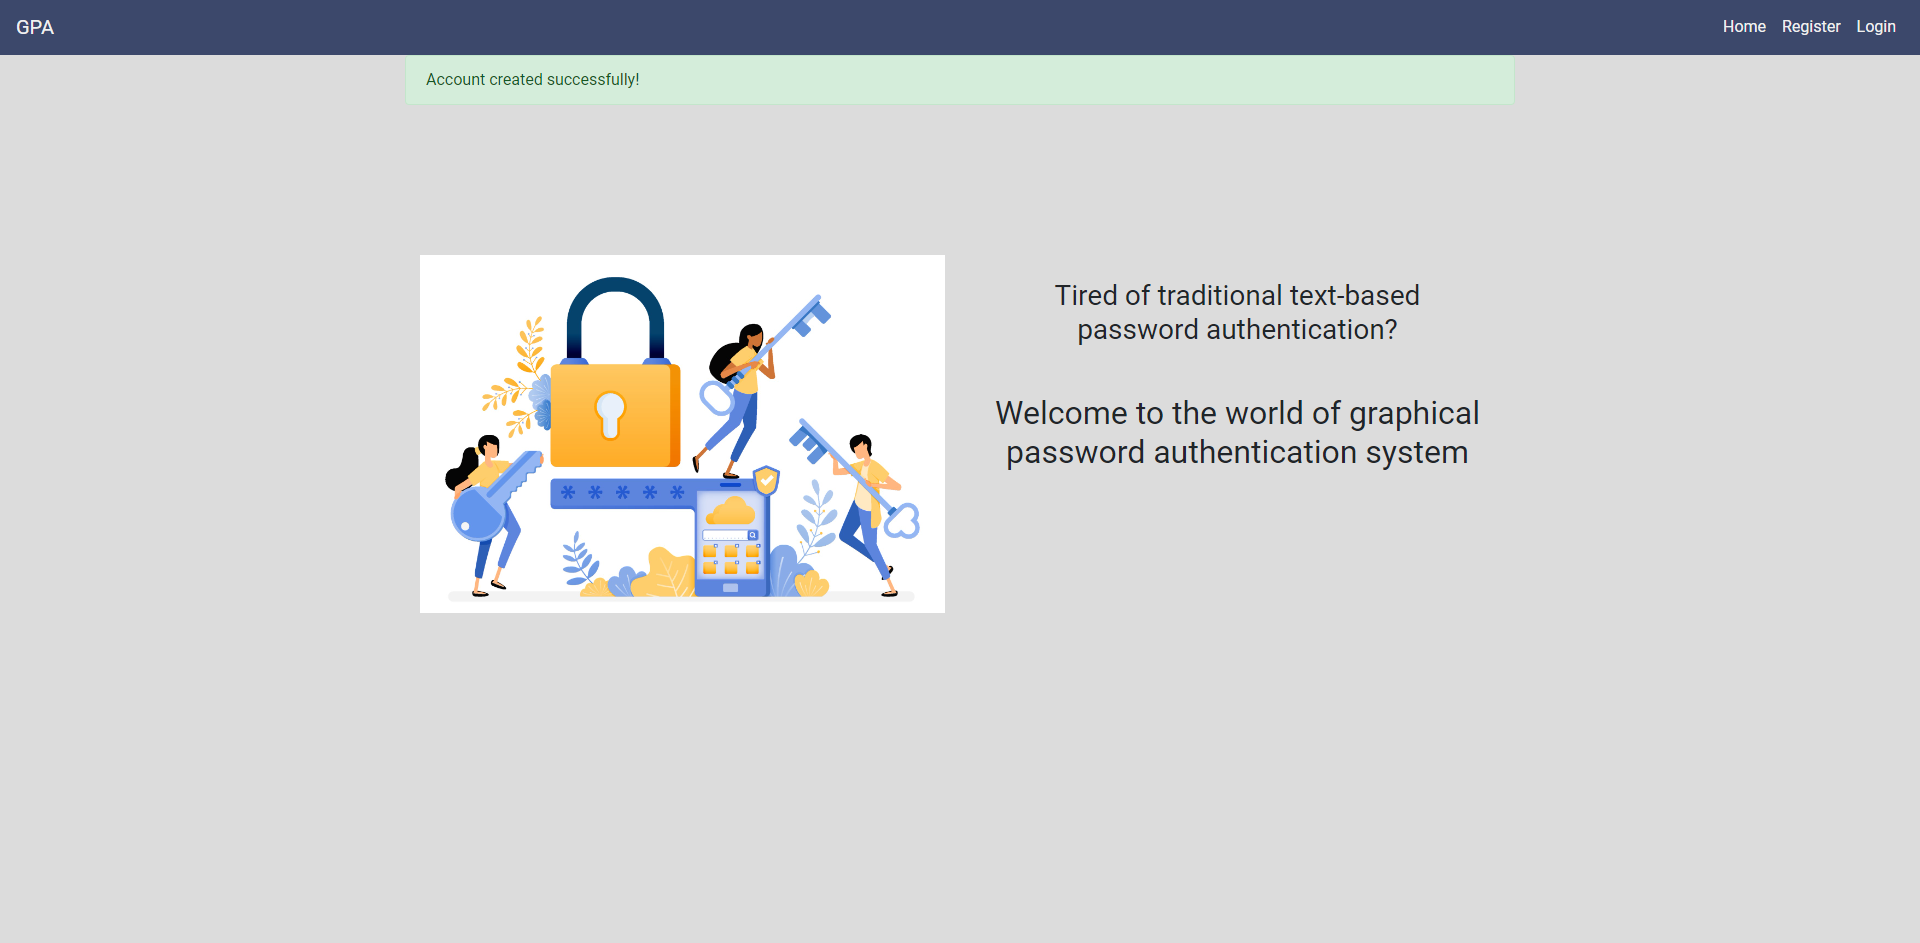 GPA
Home Register Login
Account created successfully!
Tired of traditional text-based
password authentication?
Welcome to the world of graphical
password authentication system
*****